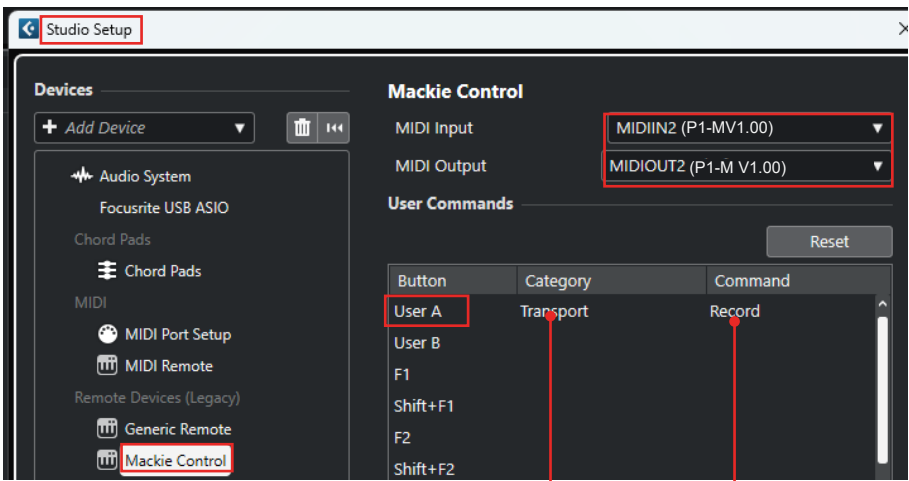 Studio Setup
Devices
Add Device
Audio System
Focusrite USB ASIO
Chord Pads
Chord Pads
MIDI
MIDI Port Setup
MIDI Remote
Remote Devices (Legacy)
Generic Remote
Mackie Control
Mackie Control
MIDI Input MIDIIN2 (P1-MV1.00)
MIDI Output MIDIOUT2 (P1-M V1.00)
User Commands
Reset
Button Category Command
User A Transport Record
User B
F1
Shift+F1
F2
Shift+F2